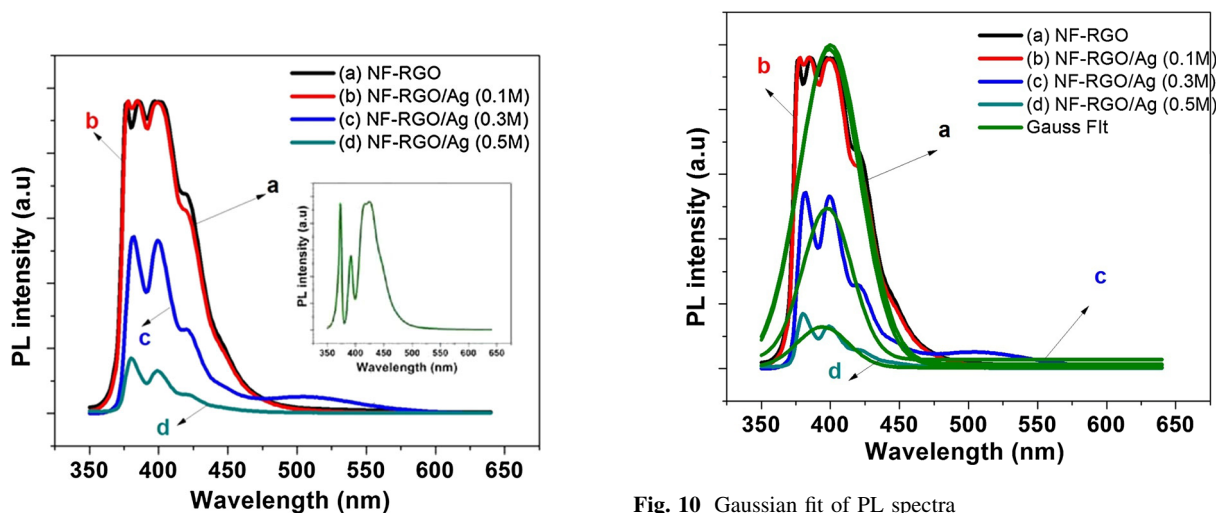 (a) NF-RGO
(b) NF-RGO/Ag (0.1M)
(c) NF-RGO/Ag (0.3M)
(d) NF-RGO/Ag (0.5M)
b
a
c
d
PL intensity (a.u)
350 400 450 500 550 600 650
Wavelength (nm)
PL intensity (a.u)
350 400 450 500 550 600 650
Wavelength (nm)
(a) NF-RGO
(b) NF-RGO/Ag (0.1M)
(c) NF-RGO/Ag (0.3M)
(d) NF-RGO/Ag (0.5M)
Gauss FIt
b
a
c
d
PL intensity (a.u)
350 400 450 500 550 600 650
Wavelength (nm)
Fig. 10 Gaussian fit of PL spectra